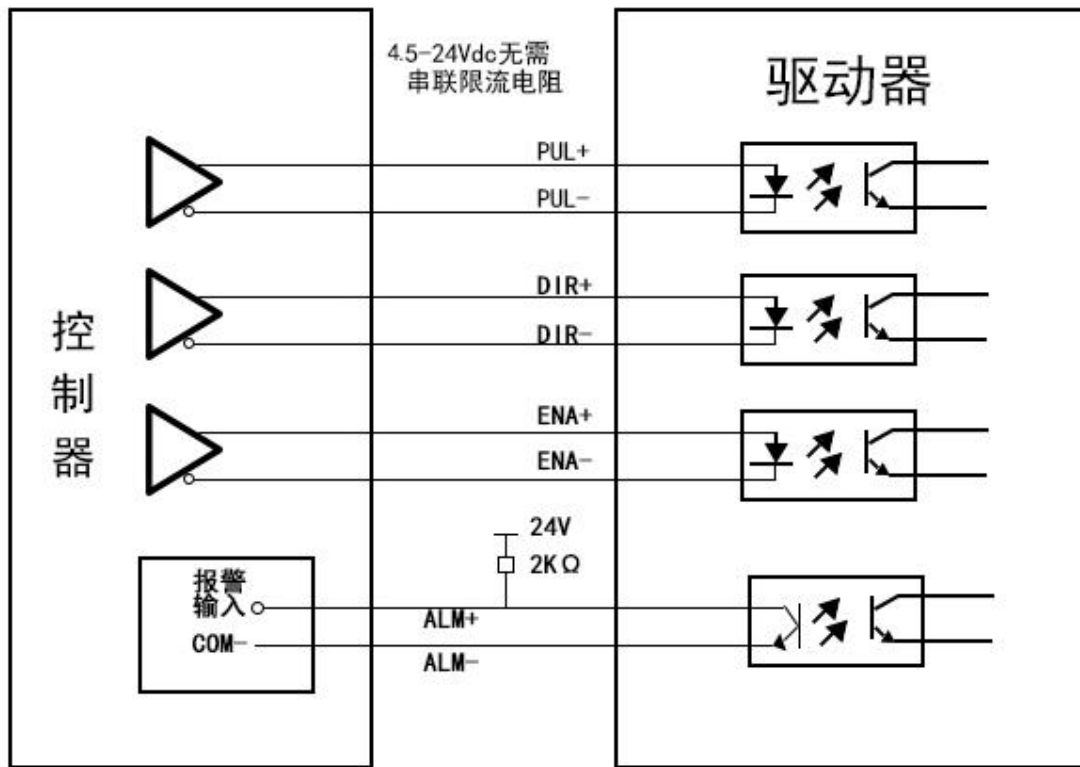 4.5-24Vdc无需
串联限流电阻
驱动器
控制器
PUL+
PUL-
DIR+
DIR-
ENA+
ENA-
24V
2KΩ
报警
输入
COM-
ALM+
ALM-